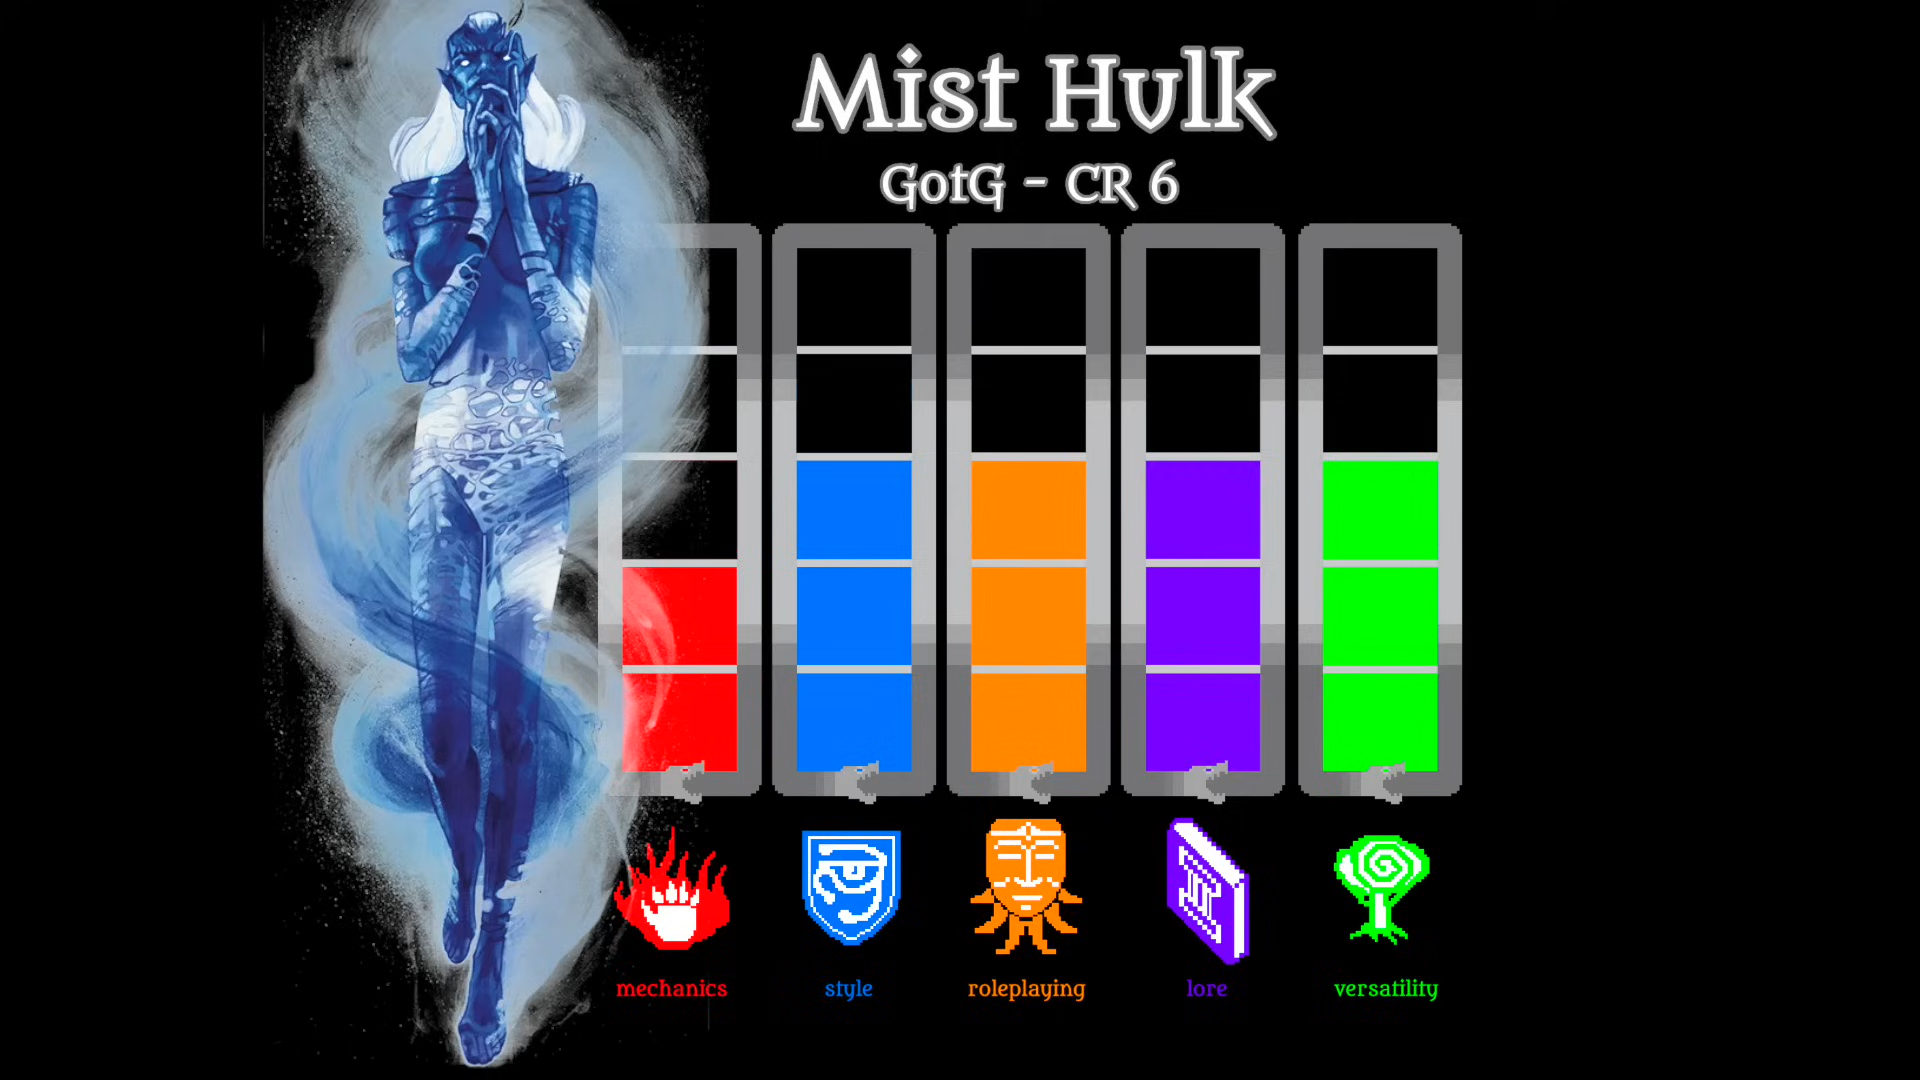 Mist Hulk
GotG - CR 6
mechanics
style
roleplaying
lore
versatility